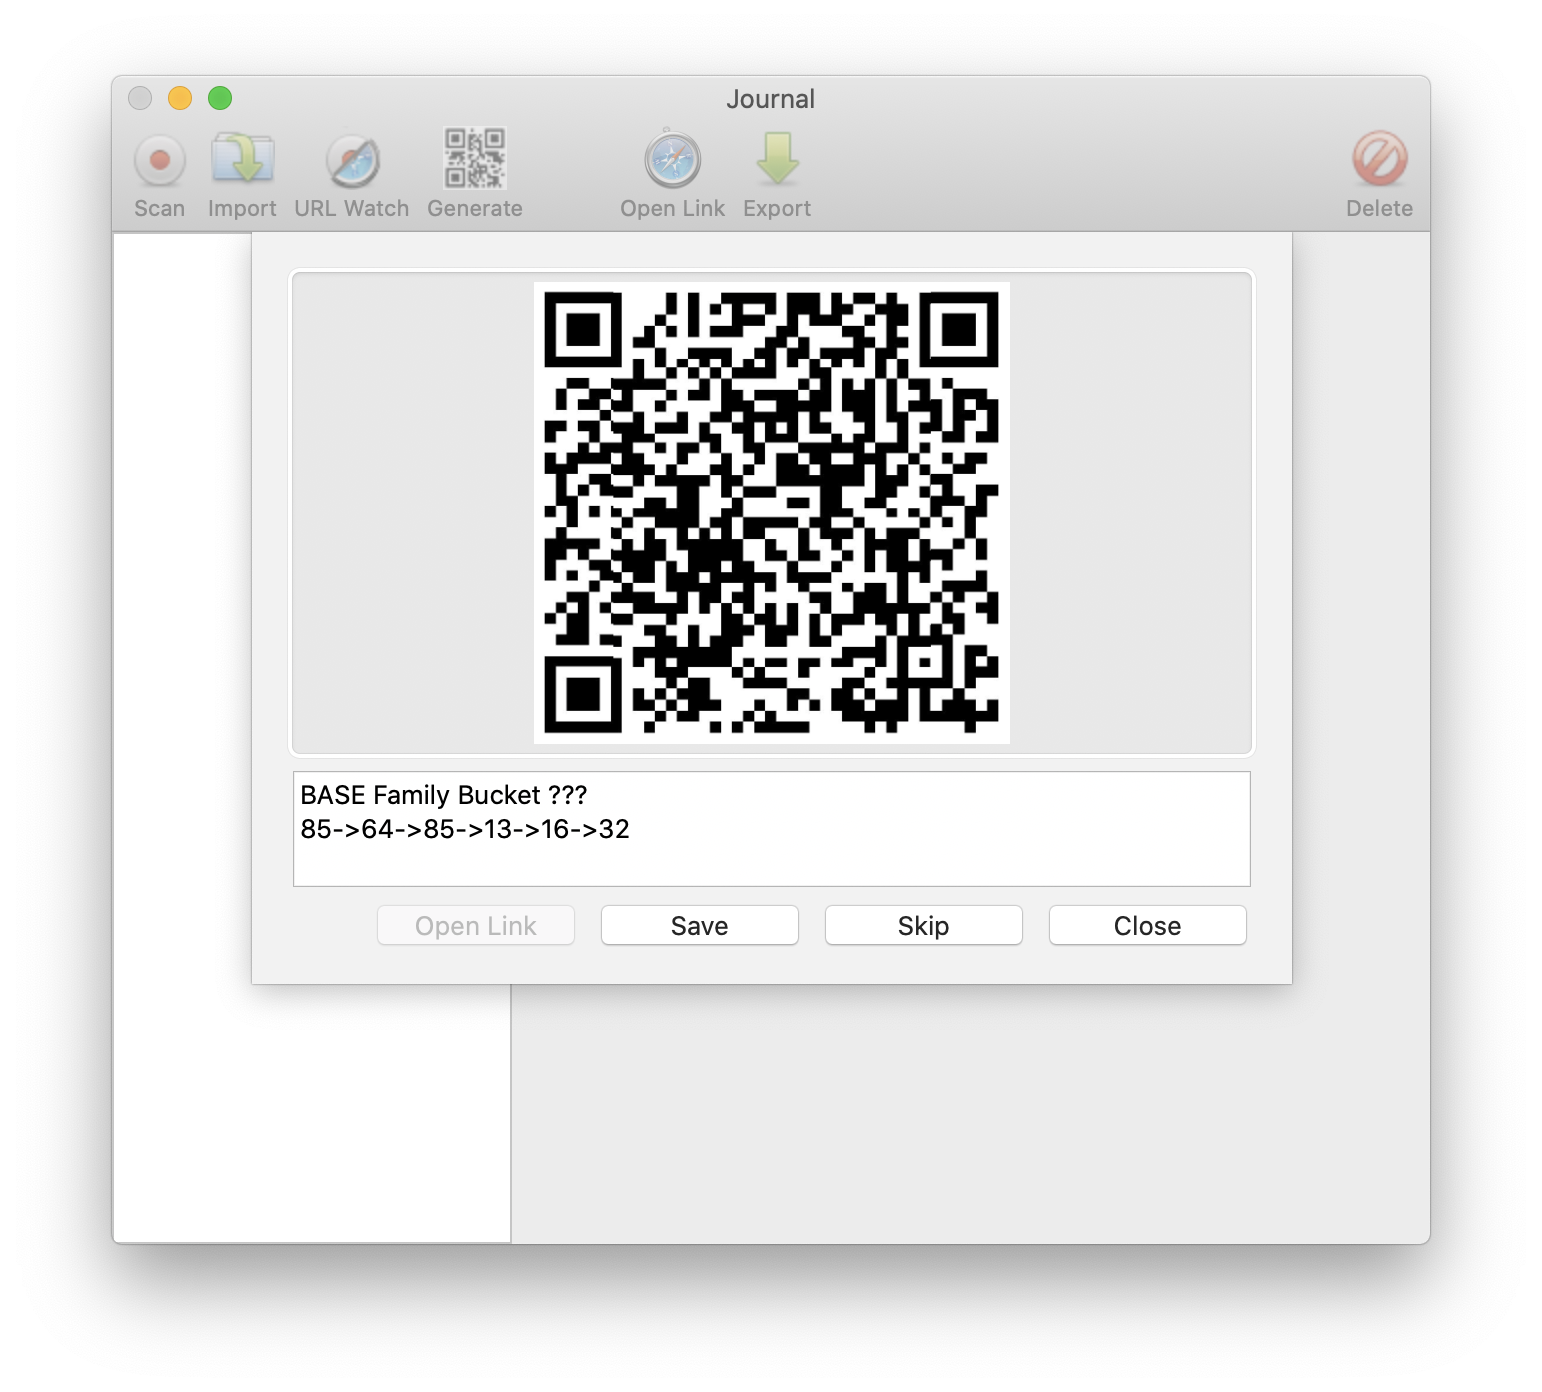 Journal
Scan Import URL Watch Generate Open Link Export Delete
BASE Family Bucket ???
85->64->85->13->16->32
Open Link Save Skip Close